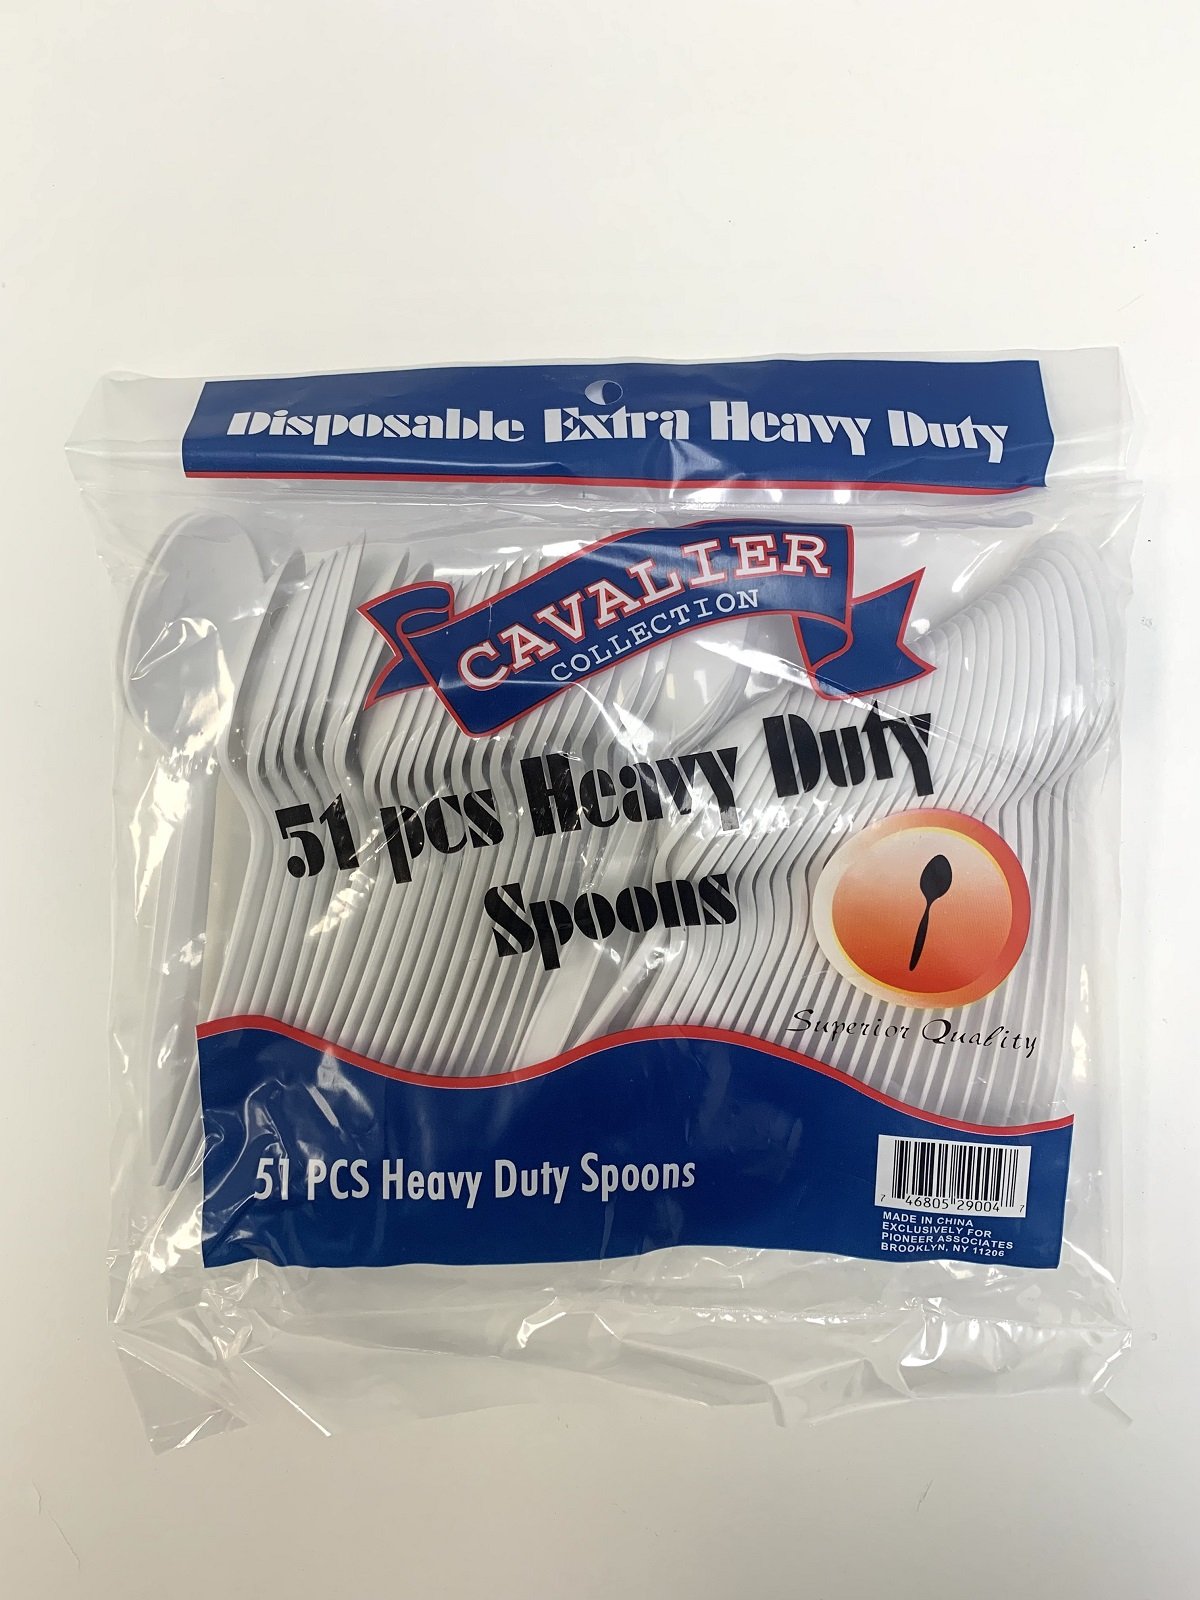 Disposable Extra Heavy Duty
CAVALIER
COLLECTION
51 pcs Heavy Duty
Spoons
Superior Quality
51 PCS Heavy Duty Spoons
7 46805 29004 7
MADE IN CHINA
EXCLUSIVELY FOR
PIONEER ASSOCIATES
BROOKLYN, NY 11206